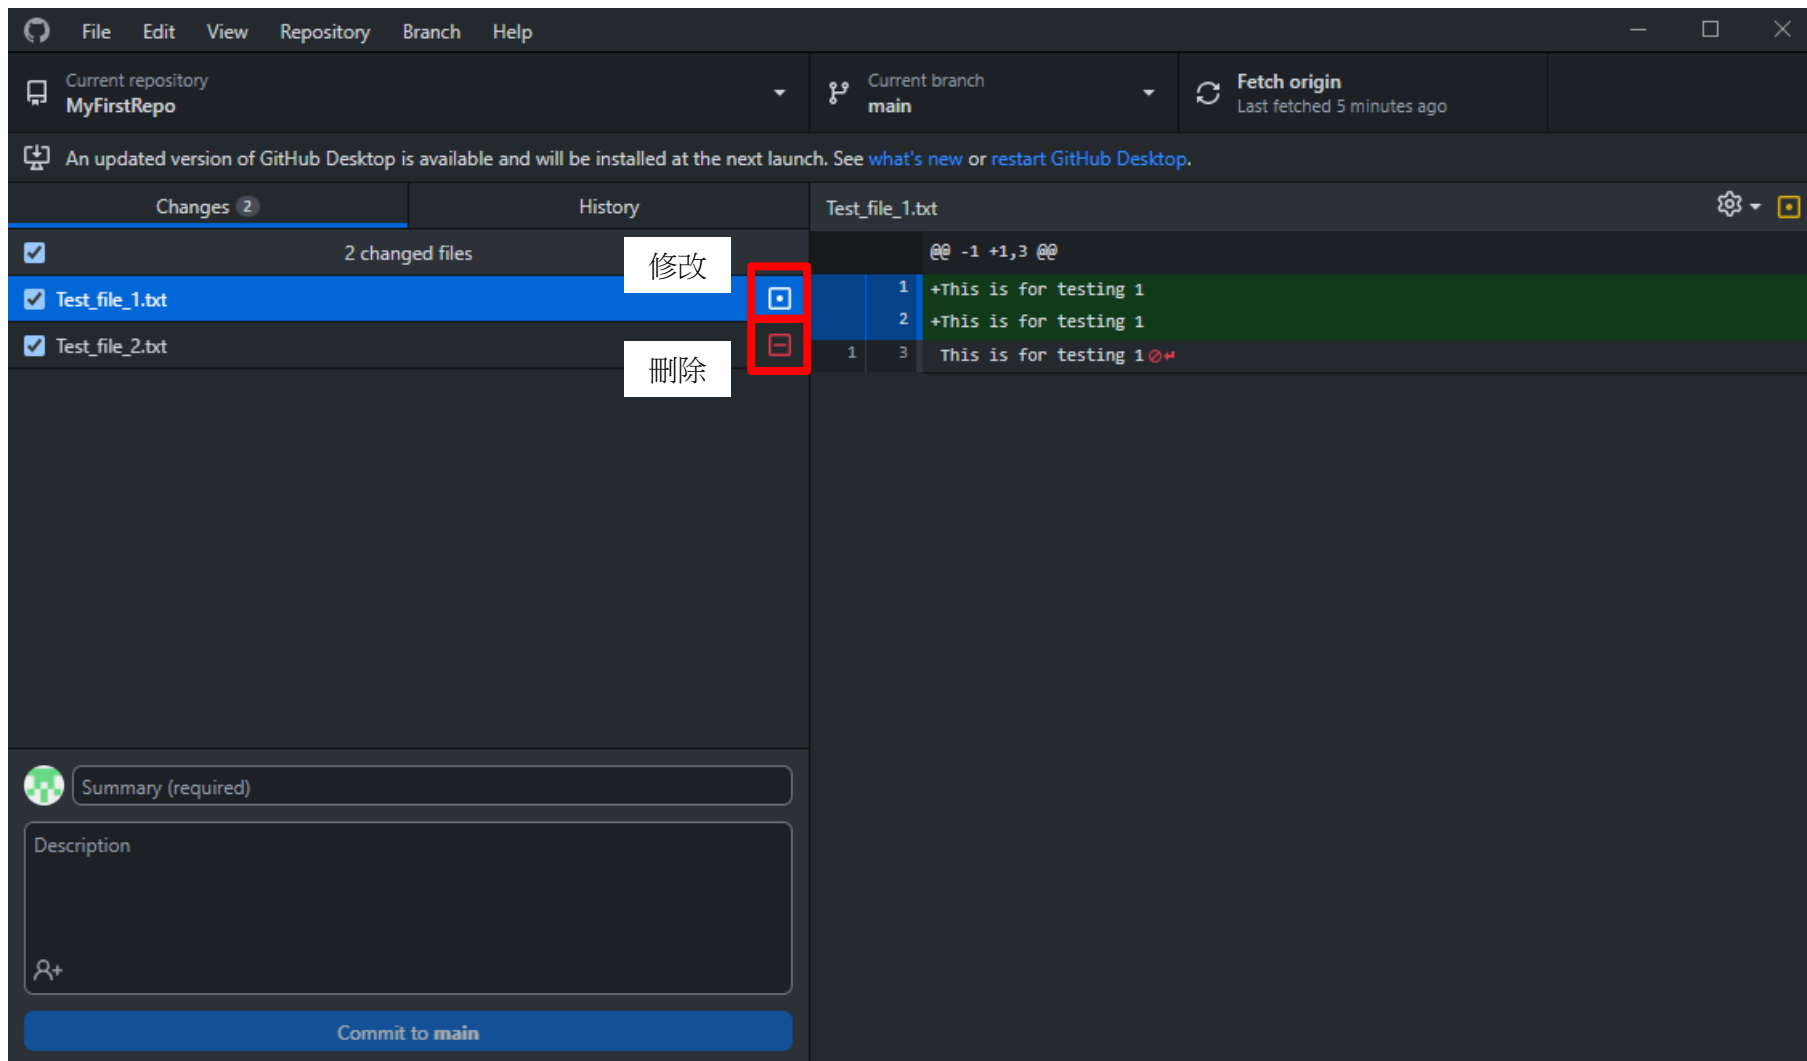 File Edit View Repository Branch Help
Current repository
MyFirstRepo
Current branch
main
Fetch origin
Last fetched 5 minutes ago
An updated version of GitHub Desktop is available and will be installed at the next launch. See what's new or restart GitHub Desktop.
Changes 2
History
2 changed files
修改
Test_file_1.txt
Test_file_2.txt
刪除
Test_file_1.txt
@@ -1 +1,3 @@
1 +This is for testing 1
2 +This is for testing 1
1 3 This is for testing 1
Summary (required)
Description
Commit to main